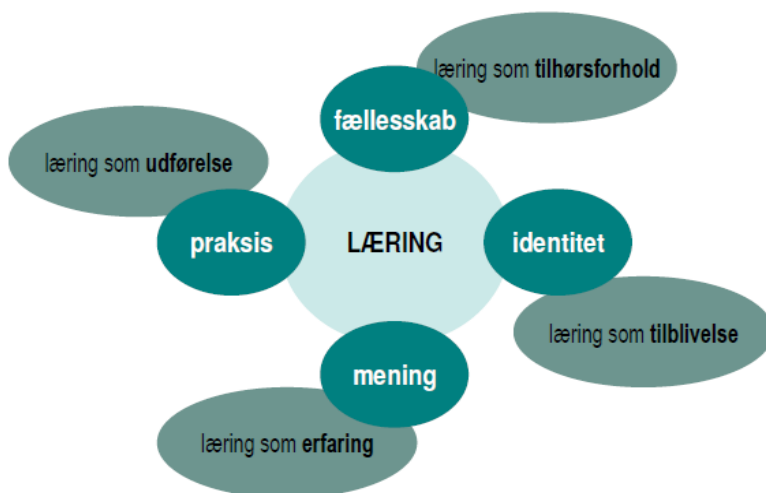 læring som tilhørsforhold
fællesskab
læring som udførelse
praksis
LÆRING
identitet
læring som tilblivelse
mening
læring som erfaring